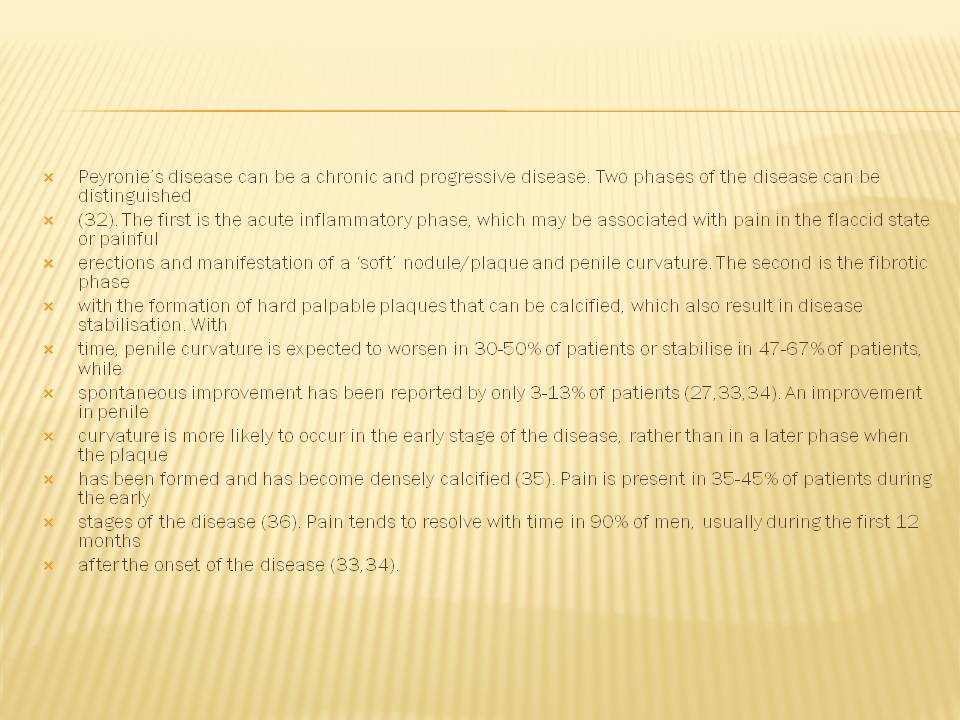 Peyronie’s disease can be a chronic and progressive disease. Two phases of the disease can be
distinguished
(32). The first is the acute inflammatory phase, which may be associated with pain in the flaccid state
or painful
erections and manifestation of a ‘soft’ nodule/plaque and penile curvature. The second is the fibrotic
phase
with the formation of hard palpable plaques that can be calcified, which also result in disease
stabilisation. With
time, penile curvature is expected to worsen in 30-50% of patients or stabilise in 47-67% of patients,
while
spontaneous improvement has been reported by only 3-13% of patients (27,33,34). An improvement
in penile
curvature is more likely to occur in the early stage of the disease, rather than in a later phase when
the plaque
has been formed and has become densely calcified (35). Pain is present in 35-45% of patients during
the early
stages of the disease (36). Pain tends to resolve with time in 90% of men, usually during the first 12
months
after the onset of the disease (33,34).